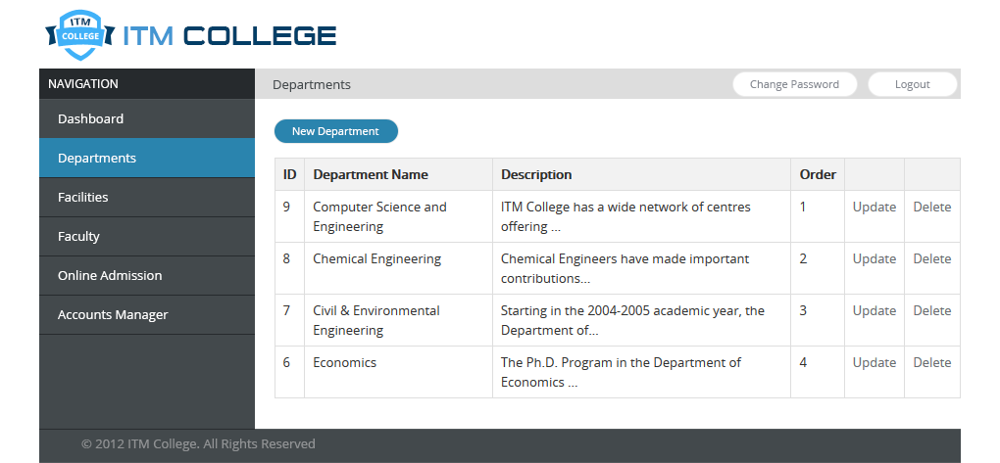 ITM
COLLEGE
ITM COLLEGE
NAVIGATION
Departments
Change Password
Logout
Dashboard
Departments
Facilities
Faculty
Online Admission
Accounts Manager
New Department
ID Department Name Description Order
9 Computer Science and ITM College has a wide network of centres 1 Update Delete
Engineering offering ...
8 Chemical Engineering Chemical Engineers have made important 2 Update Delete
contributions...
7 Civil & Environmental Starting in the 2004-2005 academic year, the 3 Update Delete
Engineering Department of...
6 Economics The Ph.D. Program in the Department of 4 Update Delete
Economics ...
© 2012 ITM College. All Rights Reserved